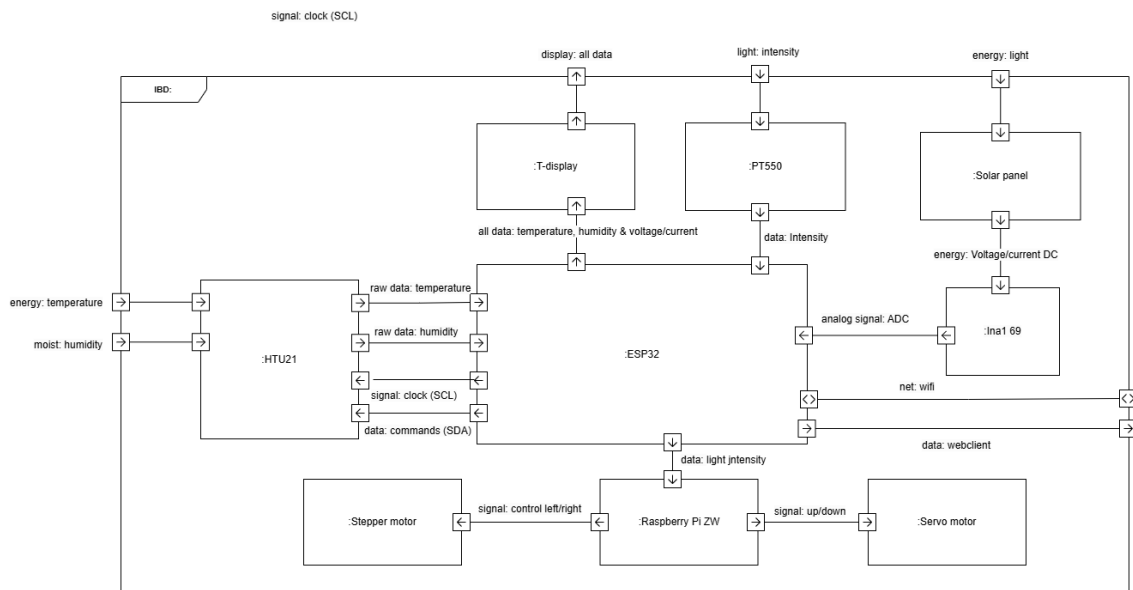 signal: clock (SCL)
display: all data
light: intensity
energy: light
IBD:
:T-display
:PT550
:Solar panel
all data: temperature, humidity & voltage/current
data: Intensity
energy: Voltage/current DC
energy: temperature
raw data: temperature
analog signal: ADC
:Ina1 69
moist: humidity
raw data: humidity
:HTU21
:ESP32
signal: clock (SCL)
net: wifi
data: commands (SDA)
data: webclient
data: light jntensity
:Stepper motor
signal: control left/right
:Raspberry Pi ZW
signal: up/down
:Servo motor